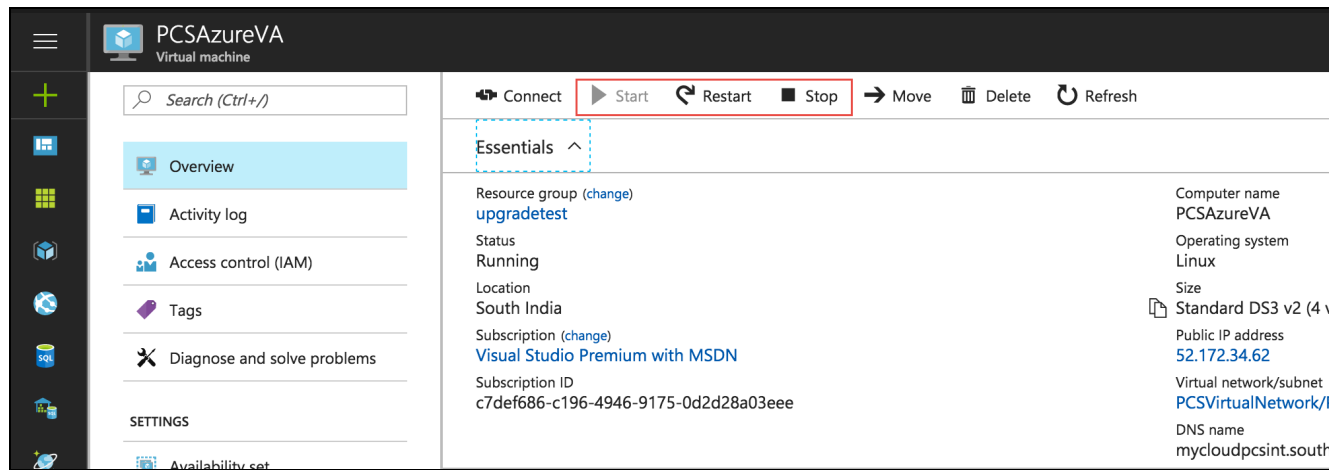 PCSAzureVA
Virtual machine
Search (Ctrl+/)
Overview
Activity log
Access control (IAM)
Tags
Diagnose and solve problems
SETTINGS
Availability set
Connect Start Restart Stop Move Delete Refresh
Essentials
Resource group (change)
upgradetest
Status
Running
Location
South India
Subscription (change)
Visual Studio Premium with MSDN
Subscription ID
c7def686-c196-4946-9175-0d2d28a03eee
Computer name
PCSAzureVA
Operating system
Linux
Size
Standard DS3 v2 (4 v
Public IP address
52.172.34.62
Virtual network/subnet
PCSVirtualNetwork/
DNS name
mycloudpcsint.south
SQL